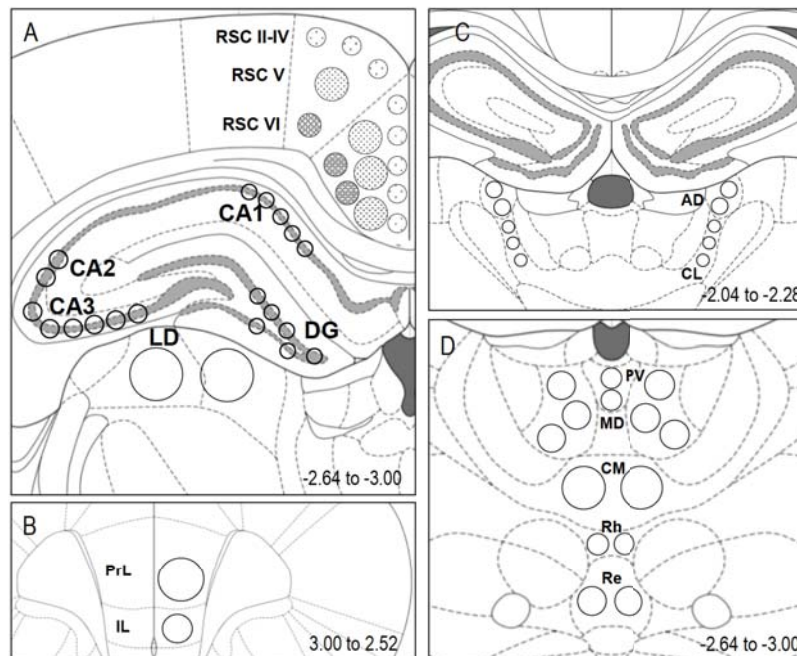 A
RSC II-IV
RSC V
RSC VI
CA1
CA2
CA3
LD
DG
-2.64 to -3.00
B
PrL
IL
3.00 to 2.52
C
AD
CL
-2.04 to -2.28
D
PV
MD
CM
Rh
Re
-2.64 to -3.00